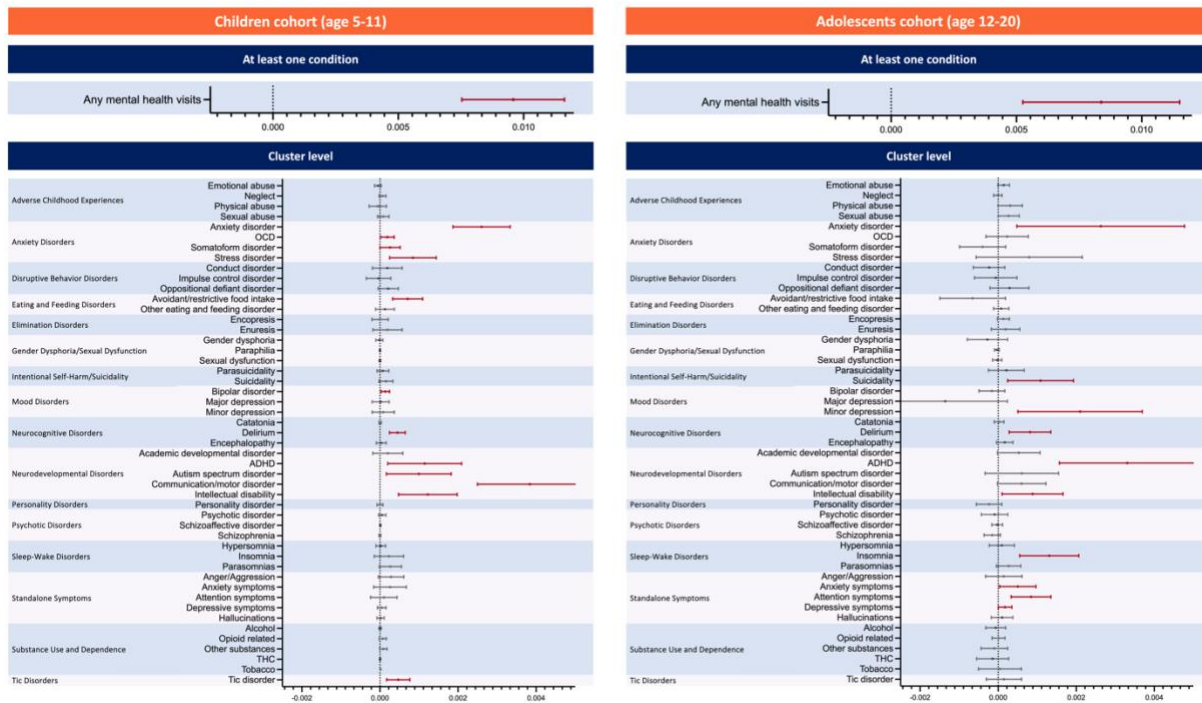 Children cohort (age 5-11)
At least one condition
Any mental health visits
0.000 0.005 0.010
Cluster level
Adverse Childhood Experiences
Emotional abuse
Neglect
Physical abuse
Sexual abuse
Anxiety Disorders
Anxiety disorder
OCD
Somatoform disorder
Stress disorder
Disruptive Behavior Disorders
Conduct disorder
Impulse control disorder
Oppositional defiant disorder
Eating and Feeding Disorders
Avoidant/restrictive food intake
Other eating and feeding disorder
Elimination Disorders
Encopresis
Enuresis
Gender Dysphoria/Sexual Dysfunction
Gender dysphoria
Paraphilia
Sexual dysfunction
Intentional Self-Harm/Suicidality
Parasuicidality
Suicidality
Mood Disorders
Bipolar disorder
Major depression
Minor depression
Neurocognitive Disorders
Catatonia
Delirium
Encephalopathy
Neurodevelopmental Disorders
Academic developmental disorder
ADHD
Autism spectrum disorder
Communication/motor disorder
Intellectual disability
Personality Disorders
Personality disorder
Psychotic Disorders
Psychotic disorder
Schizoaffective disorder
Schizophrenia
Sleep-Wake Disorders
Hypersomnia
Insomnia
Parasomnias
Standalone Symptoms
Anger/Aggression
Anxiety symptoms
Attention symptoms
Depressive symptoms
Hallucinations
Substance Use and Dependence
Alcohol
Opioid related
Other substances
THC
Tobacco
Tic Disorders
Tic disorder
-0.002 0.000 0.002 0.004
Adolescents cohort (age 12-20)
At least one condition
Any mental health visits
0.000 0.005 0.010
Cluster level
Adverse Childhood Experiences
Emotional abuse
Neglect
Physical abuse
Sexual abuse
Anxiety Disorders
Anxiety disorder
OCD
Somatoform disorder
Stress disorder
Disruptive Behavior Disorders
Conduct disorder
Impulse control disorder
Oppositional defiant disorder
Eating and Feeding Disorders
Avoidant/restrictive food intake
Other eating and feeding disorder
Elimination Disorders
Encopresis
Enuresis
Gender Dysphoria/Sexual Dysfunction
Gender dysphoria
Paraphilia
Sexual dysfunction
Intentional Self-Harm/Suicidality
Parasuicidality
Suicidality
Mood Disorders
Bipolar disorder
Major depression
Minor depression
Neurocognitive Disorders
Catatonia
Delirium
Encephalopathy
Neurodevelopmental Disorders
Academic developmental disorder
ADHD
Autism spectrum disorder
Communication/motor disorder
Intellectual disability
Personality Disorders
Personality disorder
Psychotic Disorders
Psychotic disorder
Schizoaffective disorder
Schizophrenia
Sleep-Wake Disorders
Hypersomnia
Insomnia
Parasomnias
Standalone Symptoms
Anger/Aggression
Anxiety symptoms
Attention symptoms
Depressive symptoms
Hallucinations
Substance Use and Dependence
Alcohol
Opioid related
Other substances
THC
Tobacco
Tic Disorders
Tic disorder
-0.002 0.000 0.002 0.004